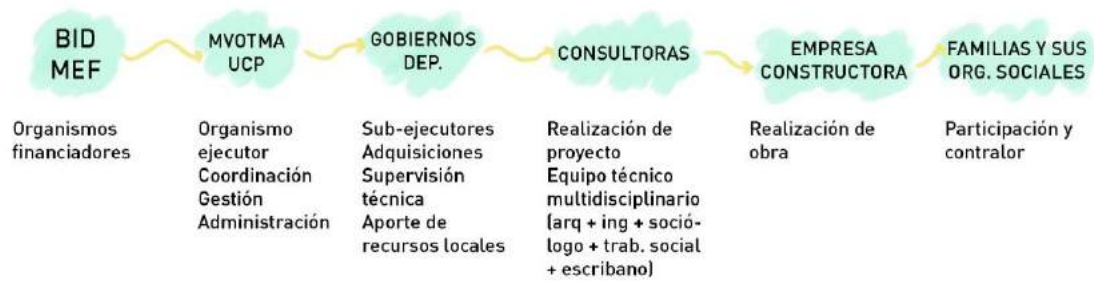 BID
MEF
MVOTMA
UCP
GOBIERNOS
DEP.
CONSULTORAS
EMPRESA
CONSTRUCTORA
FAMILIAS Y SUS
ORG. SOCIALES
Organismos
financiadores
Organismo
ejecutor
Coordinación
Gestión
Administración
Sub-ejecutores
Adquisiciones
Supervisión
técnica
Aporte de
recursos locales
Realización de
proyecto
Equipo técnico
multidisciplinario
(arq + ing + soció-
logo + trab. social
+ escribano)
Realización de
obra
Participación y
contralor